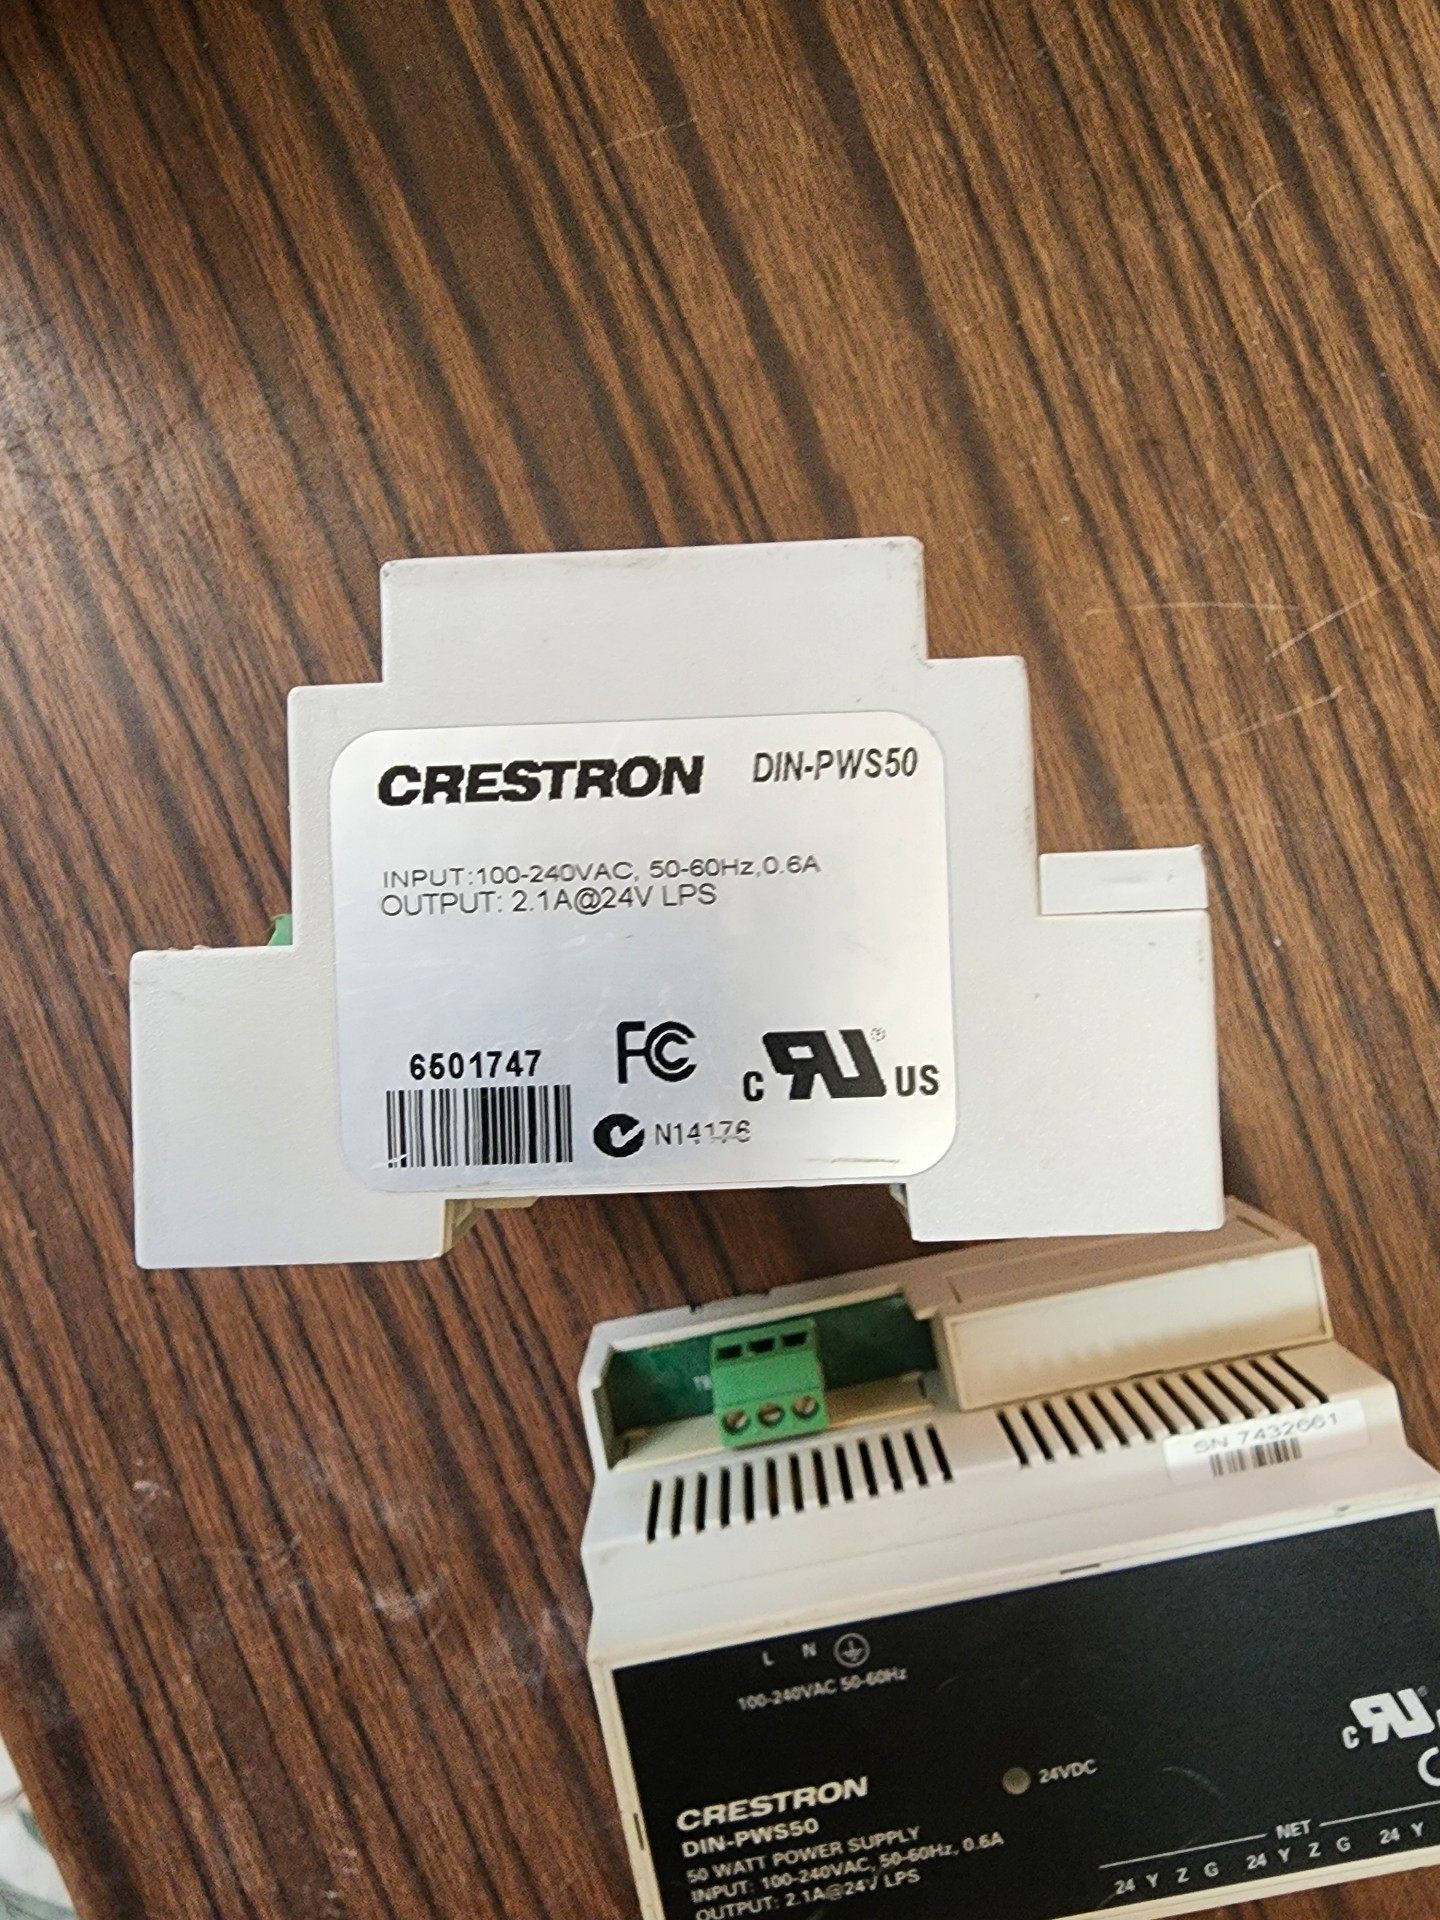 CRESTRON DIN-PWS50
INPUT:100-240VAC, 50-60Hz,0.6A
OUTPUT: 2.1A@24V LPS
6501747
FC
c RU ® US
N14176
SN 7432661
L N
100-240VAC 50-60Hz
c RU ®
24VDC
CRESTRON
DIN-PWS50
50 WATT POWER SUPPLY
INPUT: 100-240VAC, 50-60Hz, 0.6A
OUTPUT: 2.1A@24V LPS
NET
24 Y Z G 24 Y Z G 24 Y